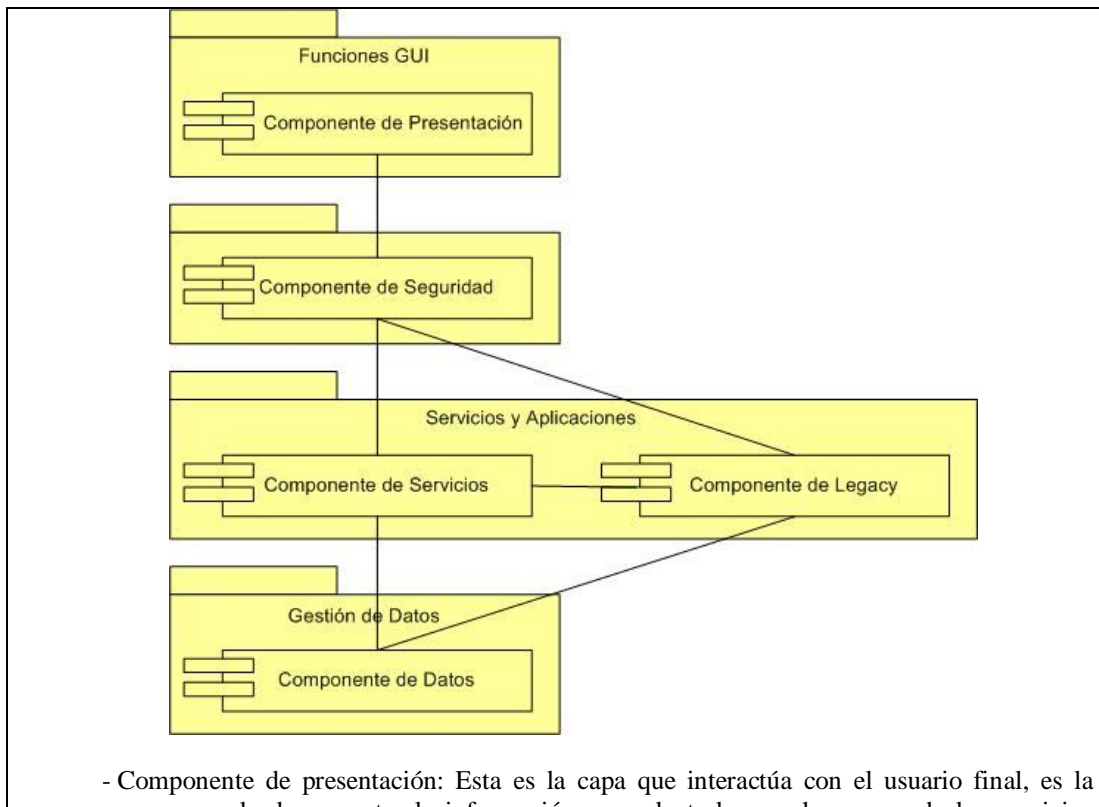 Funciones GUI
Componente de Presentación
Componente de Seguridad
Servicios y Aplicaciones
Componente de Servicios
Componente de Legacy
Gestión de Datos
Componente de Datos
- Componente de presentación: Esta es la capa que interactúa con el usuario final, es la